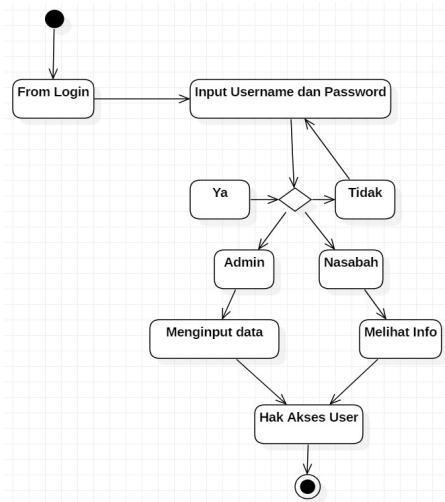 From Login
Input Username dan Password
Ya
Tidak
Admin
Nasabah
Menginput data
Melihat Info
Hak Akses User